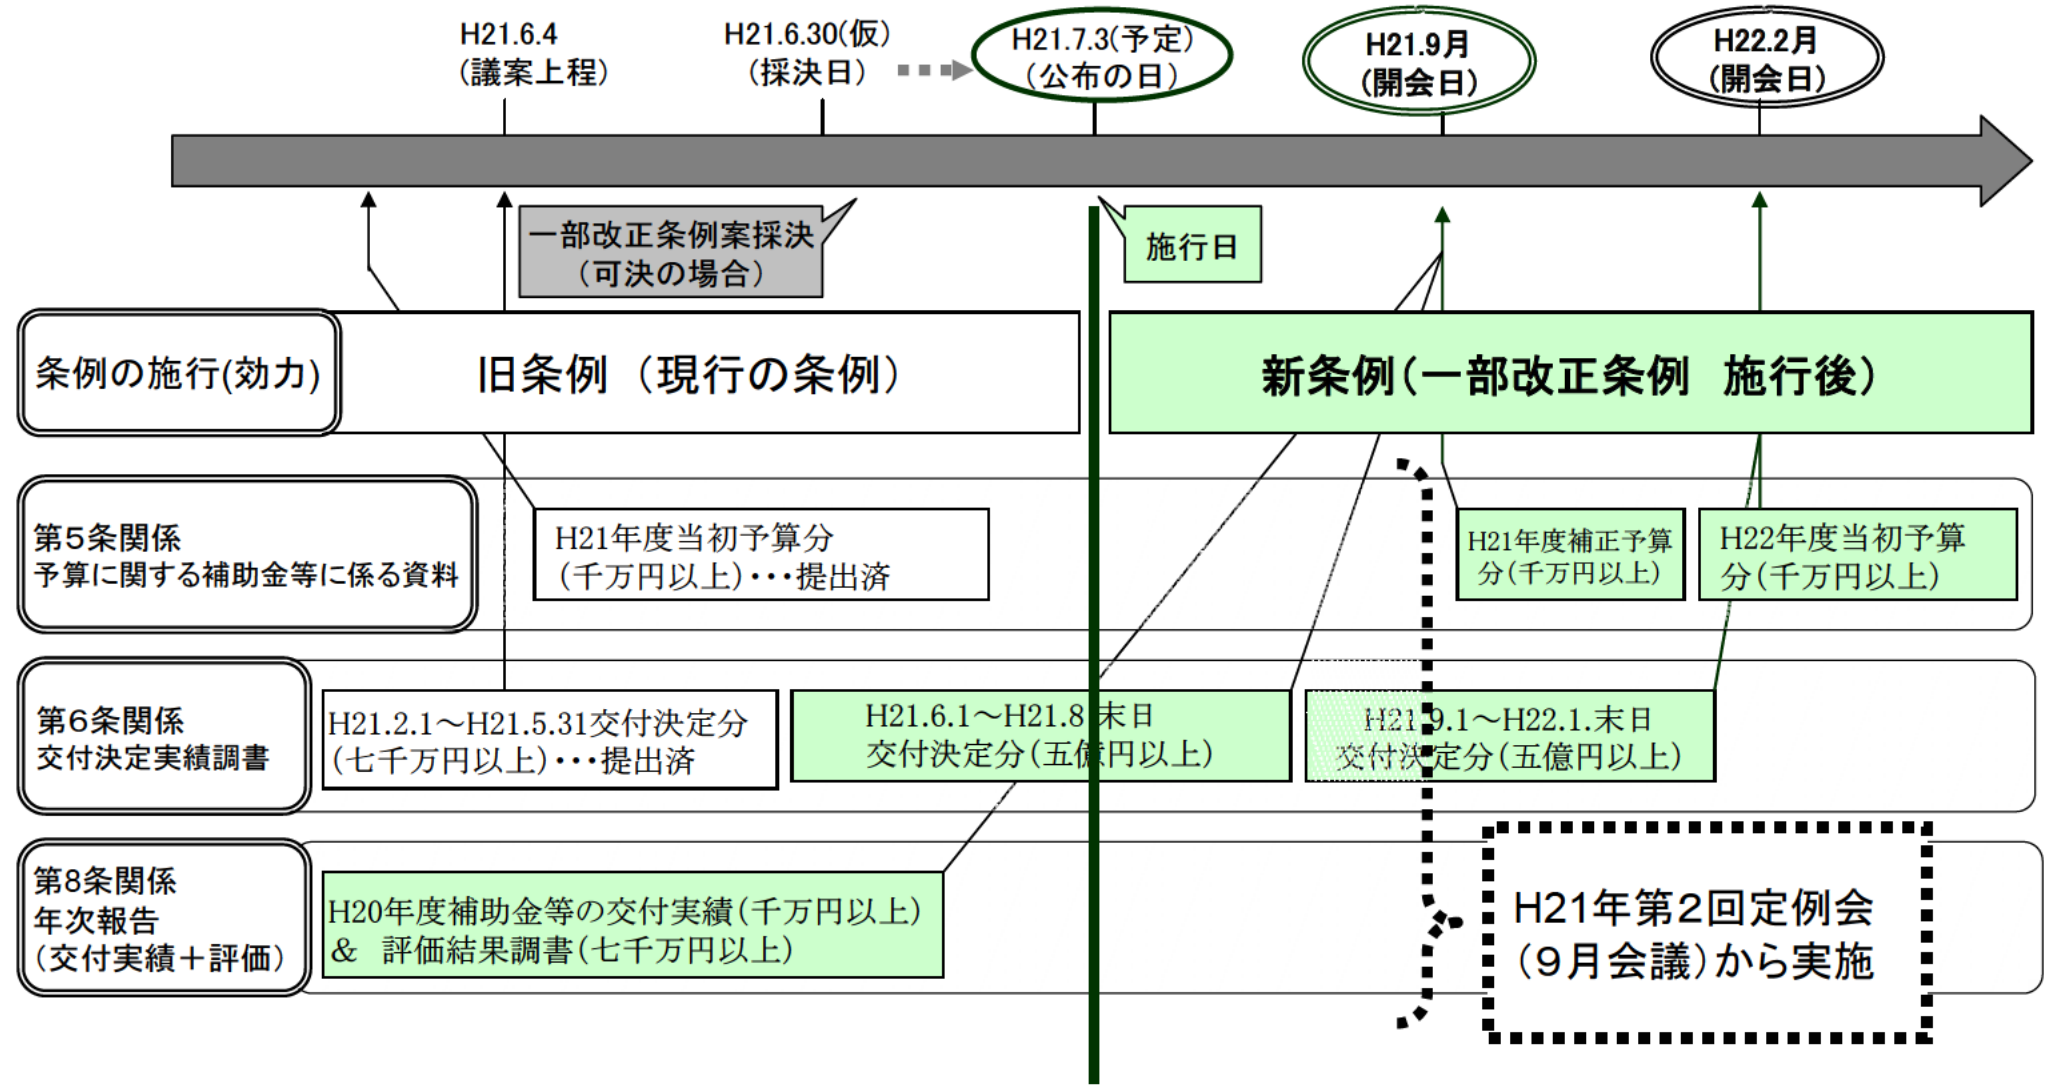 H21.6.4
(議案上程)
H21.6.30(仮)
(採決日)
H21.7.3(予定)
(公布の日)
H21.9月
(開会日)
H22.2月
(開会日)
一部改正条例案採決
(可決の場合)
施行日
条例の施行(効力)
旧条例(現行の条例)
新条例(一部改正条例 施行後)
第5条関係
予算に関する補助金等に係る資料
H21年度当初予算分
(千万円以上)・・・提出済
H21年度補正予算
分(千万円以上)
H22年度当初予算
分(千万円以上)
第6条関係
交付決定実績調書
H21.2.1～H21.5.31交付決定分
(七千万円以上)・・・提出済
H21.6.1～H21.8 末日
交付決定分(五億円以上)
H21.9.1～H22.1.末日
交付決定分(五億円以上)
第8条関係
年次報告
(交付実績＋評価)
H20年度補助金等の交付実績(千万円以上)
& 評価結果調書(七千万円以上)
H21年第2回定例会
(9月会議)から実施